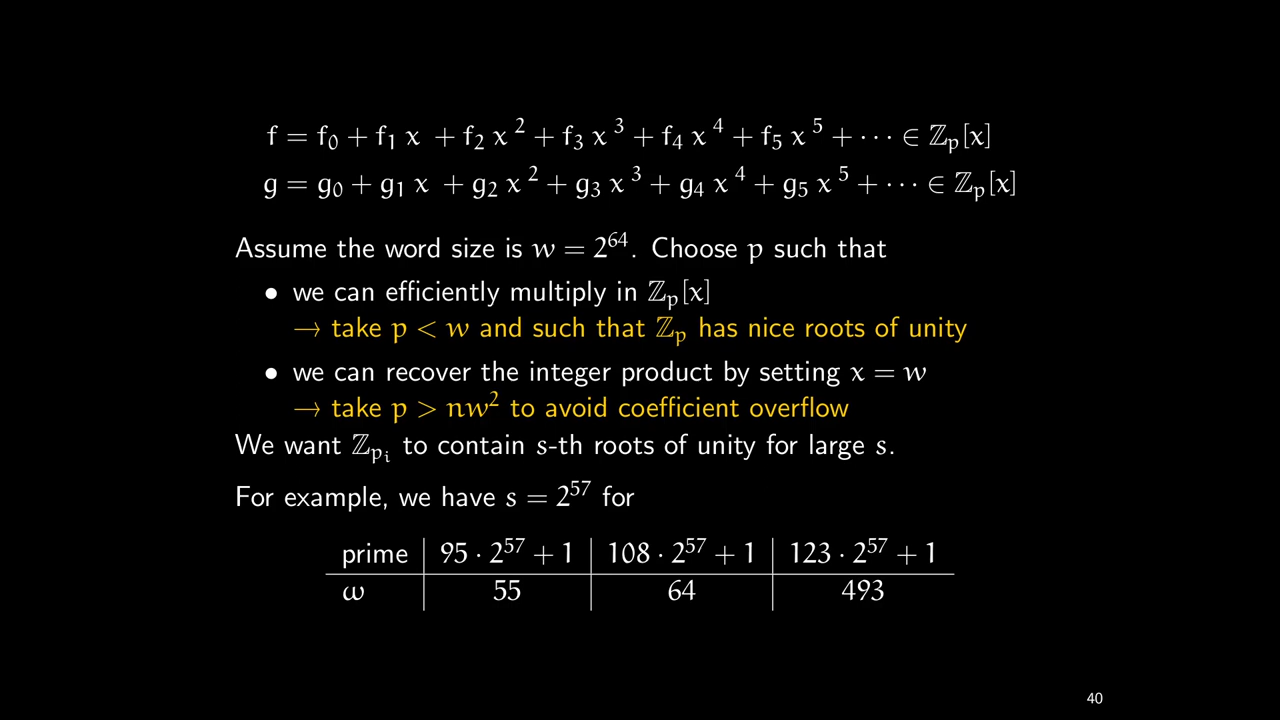 f = f₀ + f₁ x + f₂ x² + f₃ x³ + f₄ x⁴ + f₅ x⁵ + ⋯ ∈ ℤₚ[x]
g = g₀ + g₁ x + g₂ x² + g₃ x³ + g₄ x⁴ + g₅ x⁵ + ⋯ ∈ ℤₚ[x]
Assume the word size is w = 2⁶⁴. Choose p such that
• we can efficiently multiply in ℤₚ[x]
→ take p < w and such that ℤₚ has nice roots of unity
• we can recover the integer product by setting x = w
→ take p > nw² to avoid coefficient overflow
We want ℤ_{p_i} to contain s-th roots of unity for large s.
For example, we have s = 2⁵⁷ for
prime 95 · 2⁵⁷ + 1 108 · 2⁵⁷ + 1 123 · 2⁵⁷ + 1
ω 55 64 493
40